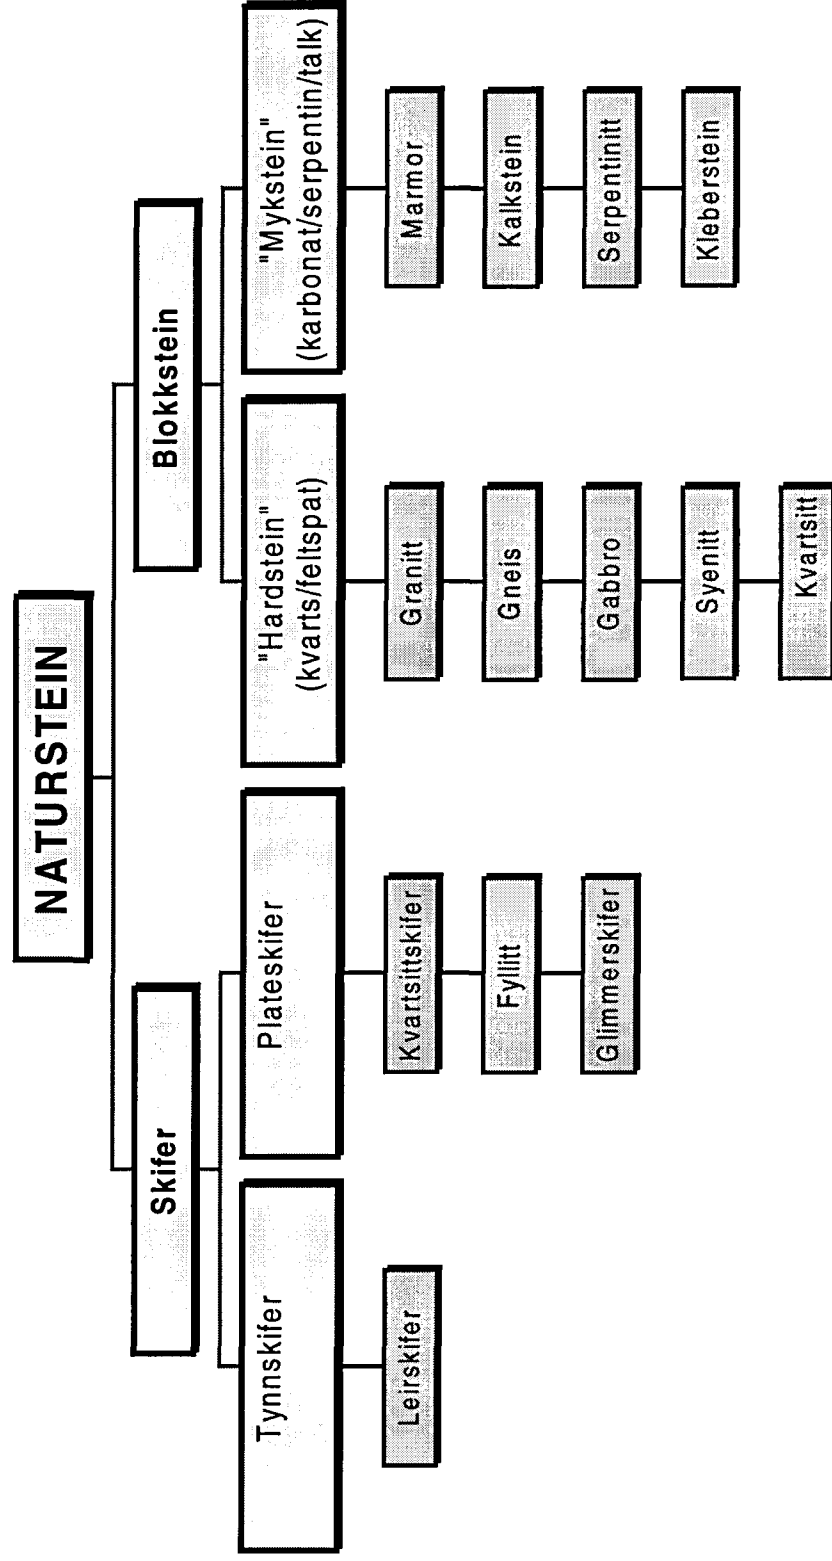 NATURSTEIN
Skifer
Blokkstein
Tynnskifer
Plateskifer
"Hardstein"
(kvarts/feltspat)
"Mykstein"
(karbonat/serpentin/talk)
Leirskifer
Kvartsittskifer
Fyllitt
Glimmerskifer
Granitt
Gneis
Gabbro
Syenitt
Kvartsitt
Marmor
Kalkstein
Serpentinitt
Kleberstein